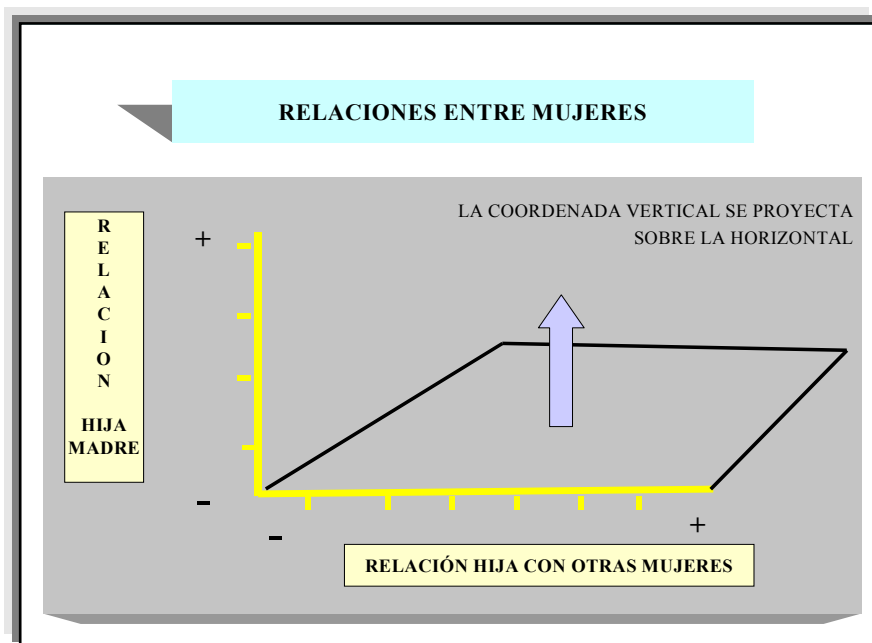 RELACIONES ENTRE MUJERES
LA COORDENADA VERTICAL SE PROYECTA
SOBRE LA HORIZONTAL
R
E
L
A
C
I
O
N
HIJA
MADRE
+
-
-
+
RELACIÓN HIJA CON OTRAS MUJERES